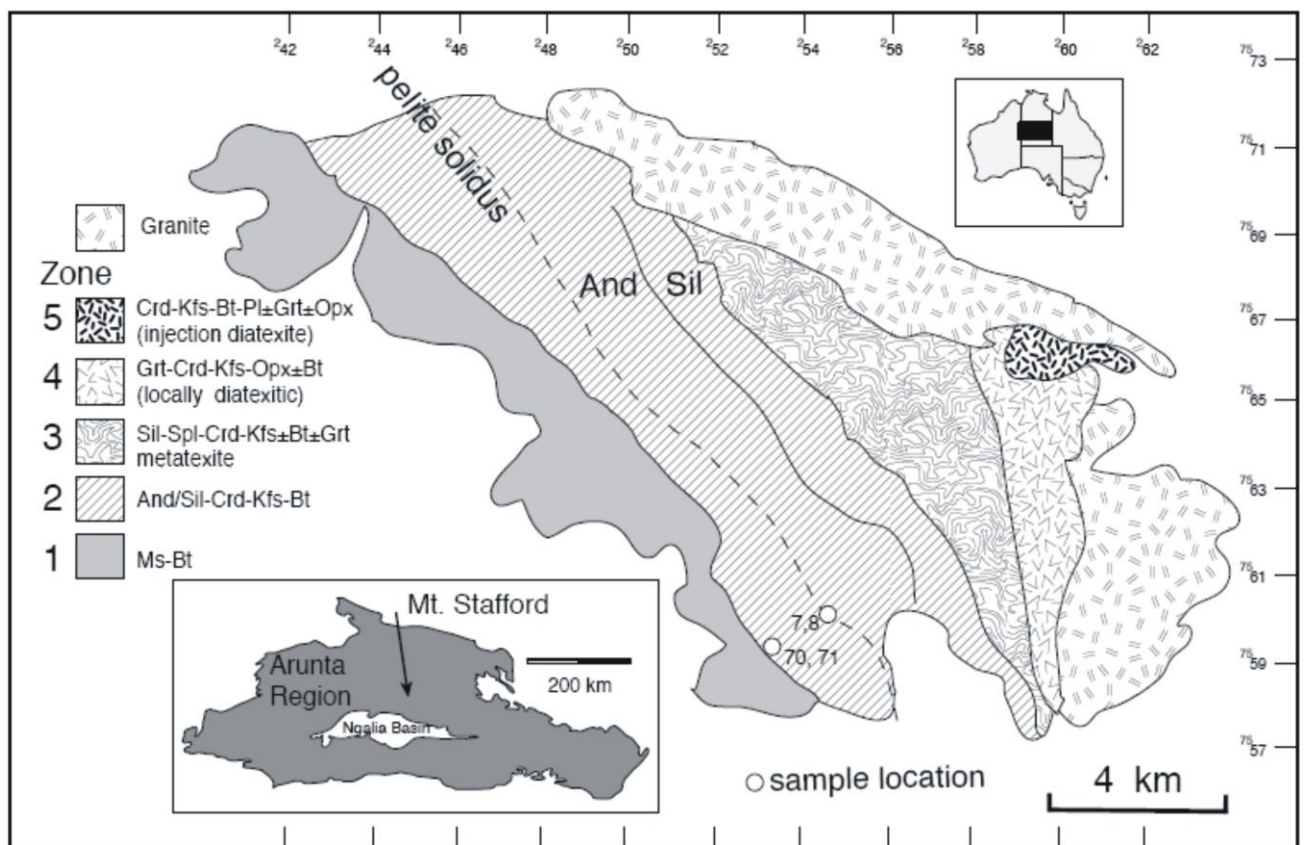 ²42 ²44 ²46 ²48 ²50 ²52 ²54 ²56 ²58 ²60 ²62
⁷⁵73
⁷⁵71
⁷⁵69
⁷⁵67
⁷⁵65
⁷⁵63
⁷⁵61
⁷⁵59
⁷⁵57
pelite solidus
And Sil
Granite
Zone
5 Crd-Kfs-Bt-Pl±Grt±Opx
(injection diatexite)
4 Grt-Crd-Kfs-Opx±Bt
(locally diatexitic)
3 Sil-Spl-Crd-Kfs±Bt±Grt
metatexite
2 And/Sil-Crd-Kfs-Bt
1 Ms-Bt
7,8
70, 71
Mt. Stafford
Arunta
Region
200 km
Ngalia Basin
sample location
4 km